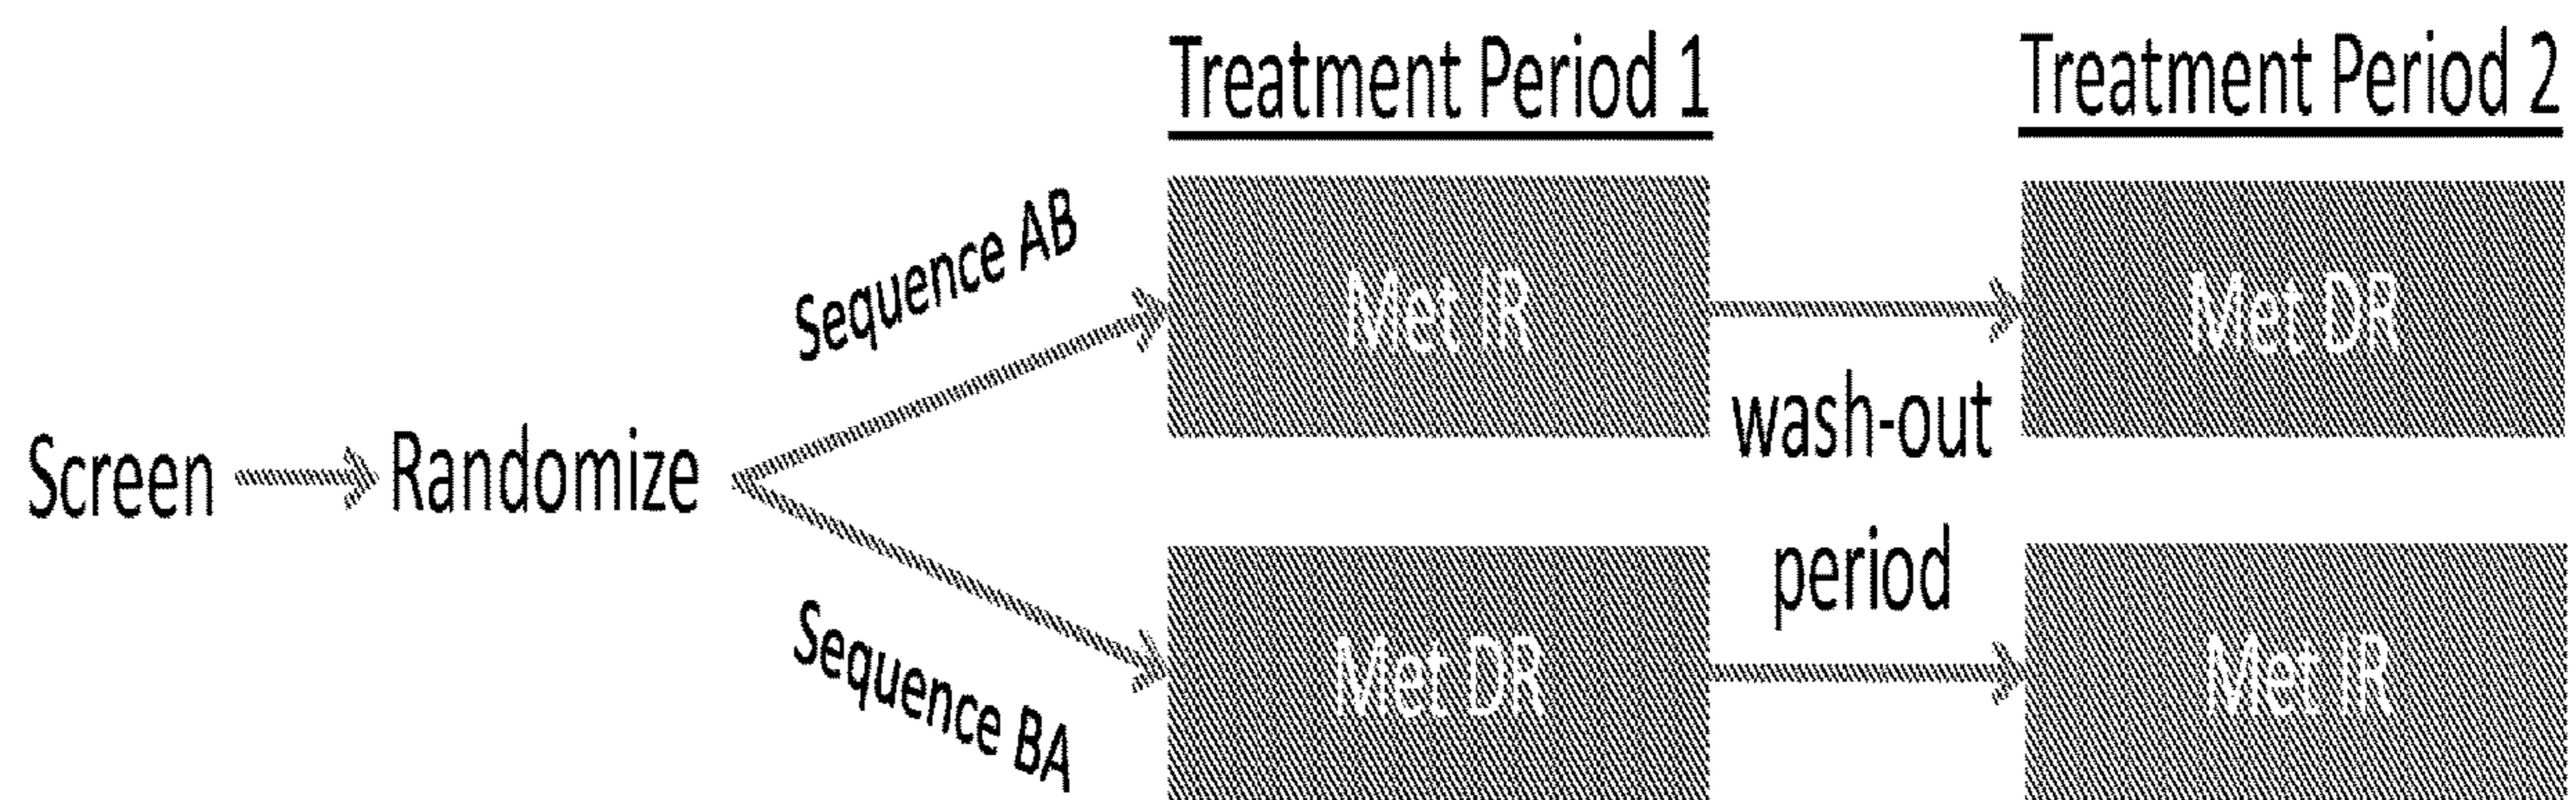 Treatment Period 1
Treatment Period 2
Sequence AB
Met IR
Met DR
wash-out
period
Screen
Randomize
Sequence BA
Met DR
Met IR